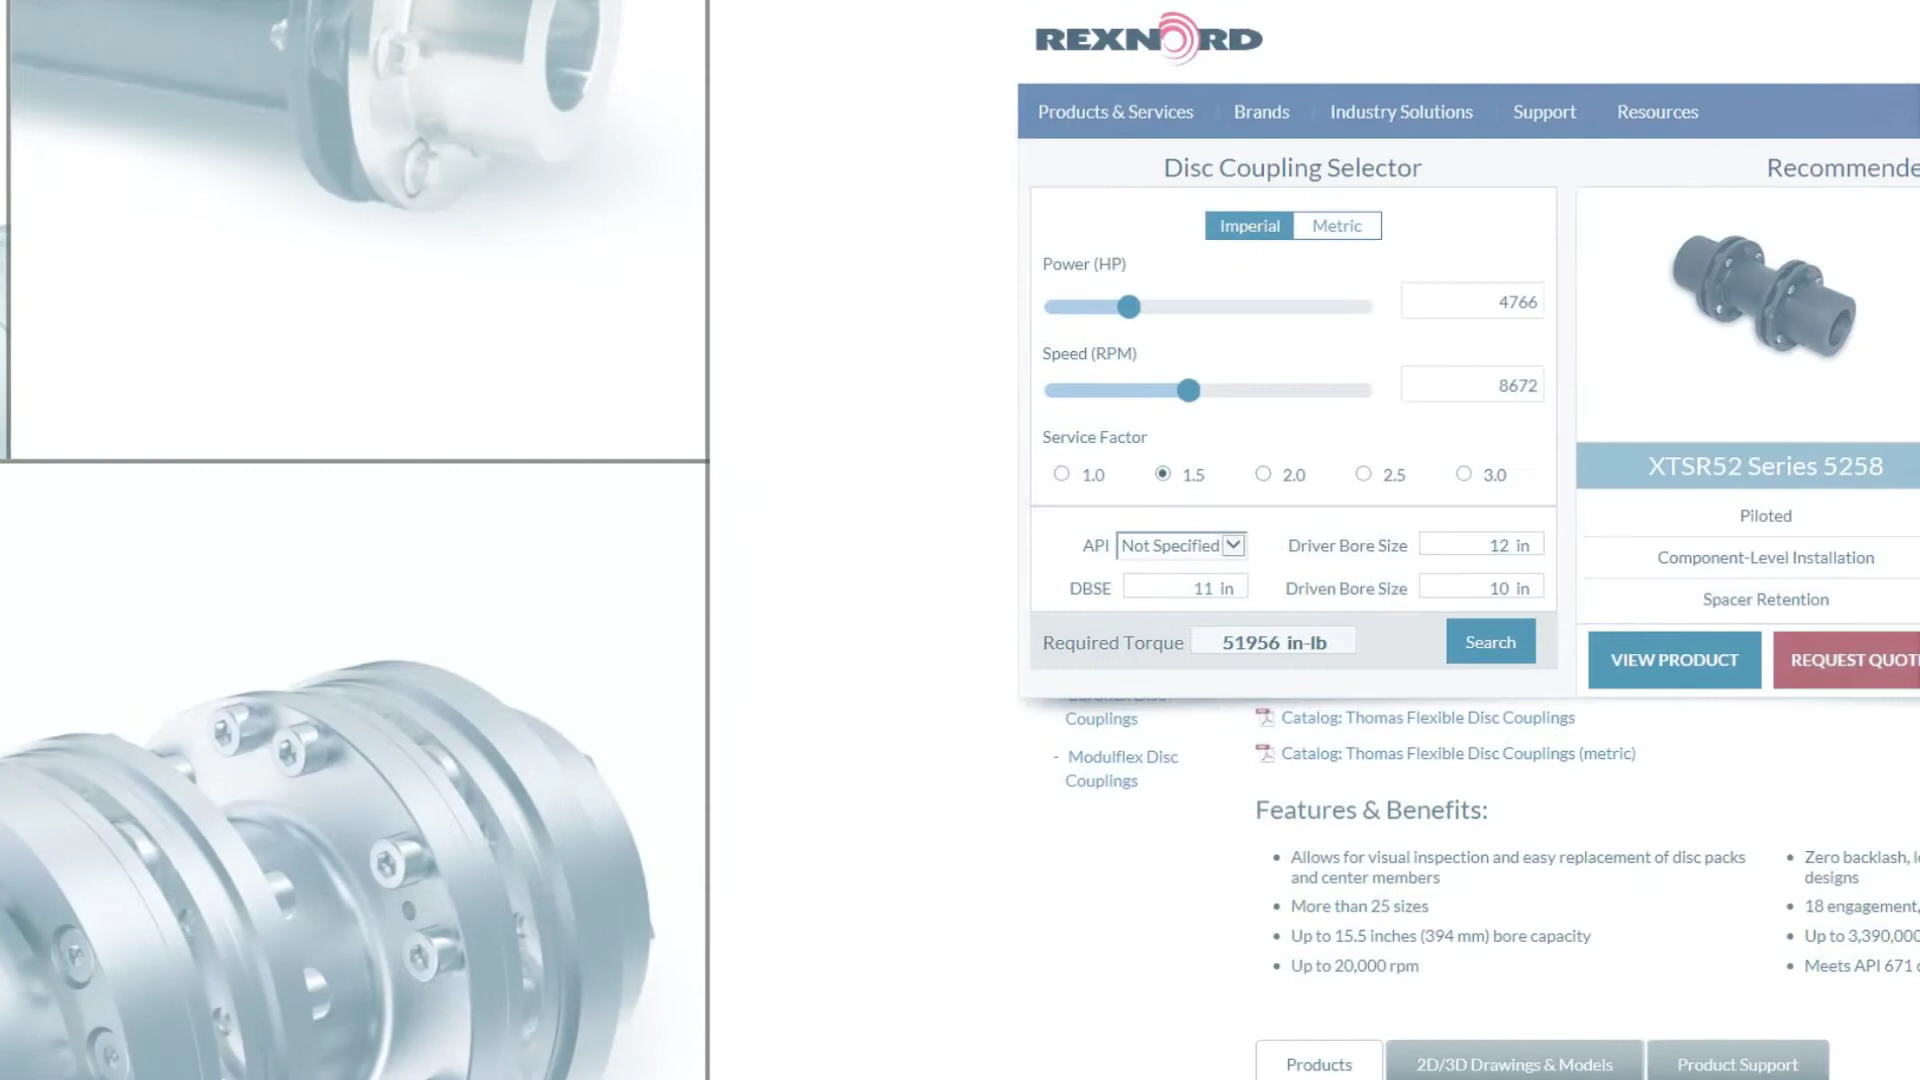 REXNORD
Products & Services Brands Industry Solutions Support Resources
Disc Coupling Selector
Imperial Metric
Power (HP)
4766
Speed (RPM)
8672
Service Factor
1.0 1.5 2.0 2.5 3.0
API Not Specified Driver Bore Size 12 in
DBSE 11 in Driven Bore Size 10 in
Required Torque 51956 in-lb Search
XTSR52 Series 5258
Piloted
Component-Level Installation
Spacer Retention
VIEW PRODUCT REQUEST
Couplings
- Modulflex Disc
Couplings
Catalog: Thomas Flexible Disc Couplings
Catalog: Thomas Flexible Disc Couplings (metric)
Features & Benefits:
• Allows for visual inspection and easy replacement of disc packs
and center members
• More than 25 sizes
• Up to 15.5 inches (394 mm) bore capacity
• Up to 20,000 rpm
• Zero backlash,
designs
• 18 engagement,
• Up to 3,390,000
• Meets API 671
Products 2D/3D Drawings & Models Product Support